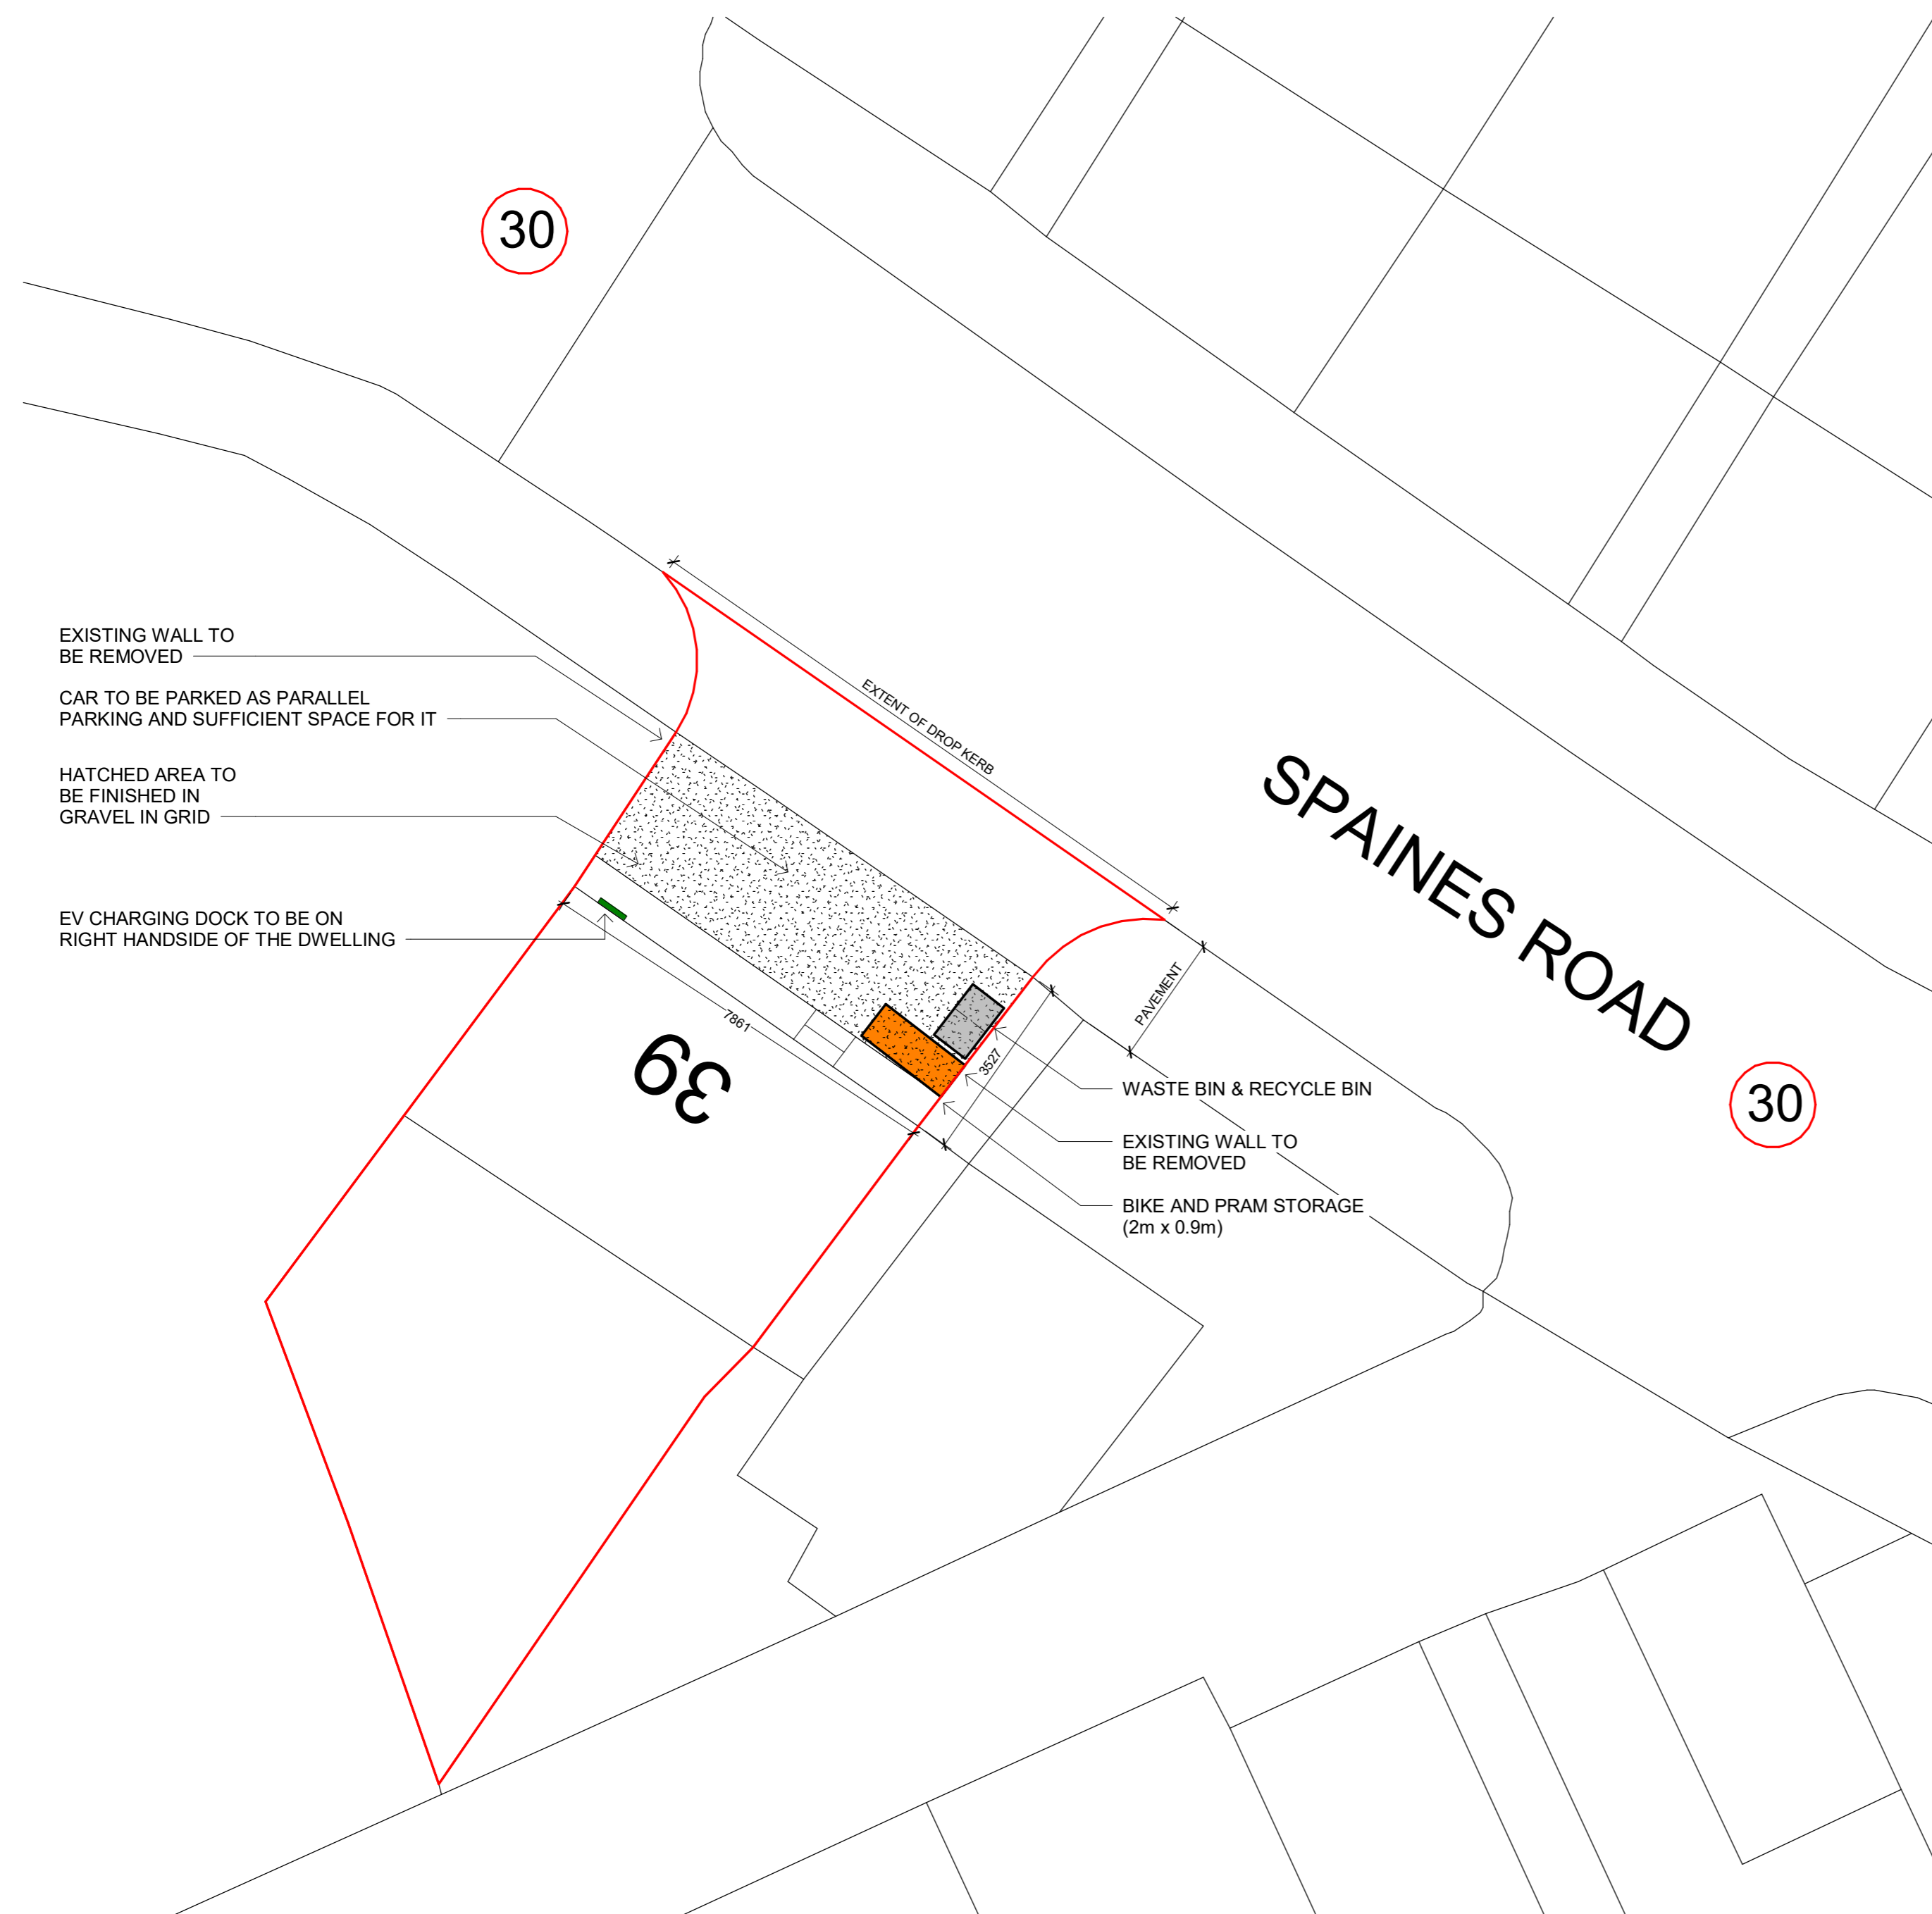 30
EXISTING WALL TO
BE REMOVED
CAR TO BE PARKED AS PARALLEL
PARKING AND SUFFICIENT SPACE FOR IT
HATCHED AREA TO
BE FINISHED IN
GRAVEL IN GRID
EV CHARGING DOCK TO BE ON
RIGHT HANDSIDE OF THE DWELLING
EXTENT OF DROP KERB
SPAINES ROAD
PAVEMENT
7861
3527
39
30
WASTE BIN & RECYCLE BIN
EXISTING WALL TO
BE REMOVED
BIKE AND PRAM STORAGE
(2m x 0.9m)